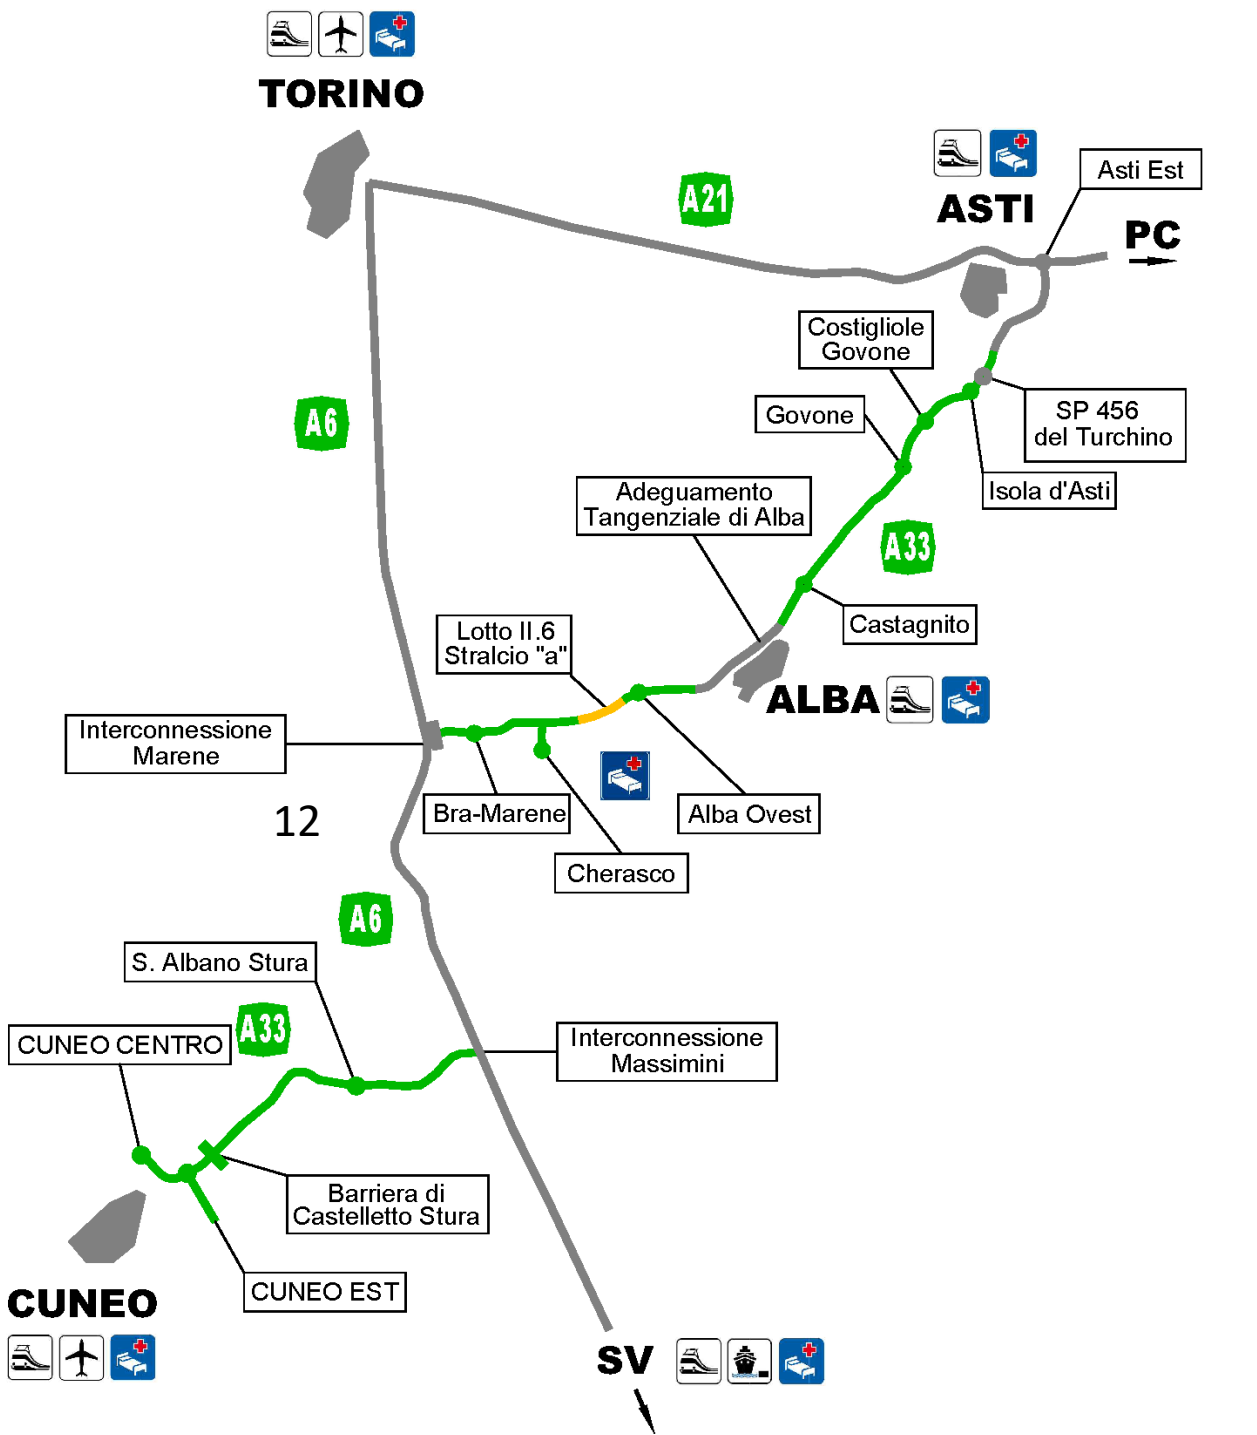 TORINO
A21
ASTI
Asti Est
PC
Costigliole
Govone
A6
Govone
SP 456
del Turchino
Isola d'Asti
Adeguamento
Tangenziale di Alba
A33
Castagnito
Lotto II.6
Stralcio "a"
ALBA
Interconnessione
Marene
Bra-Marene
Alba Ovest
12
Cherasco
A6
S. Albano Stura
A33
CUNEO CENTRO
Interconnessione
Massimini
Barriera di
Castelletto Stura
CUNEO EST
CUNEO
SV